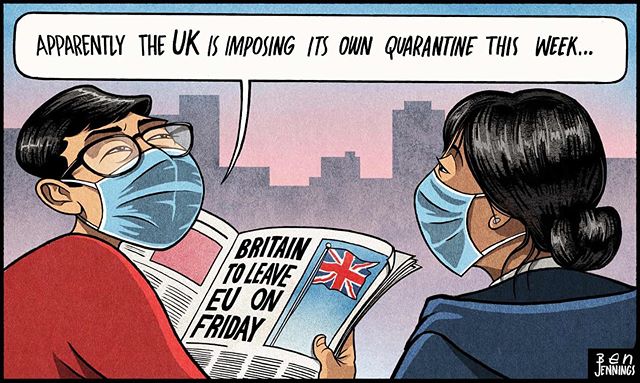 APPARENTLY THE UK IS IMPOSING ITS OWN QUARANTINE THIS WEEK...
BRITAIN
TO LEAVE
EU ON
FRIDAY
BEN
JENNINGS